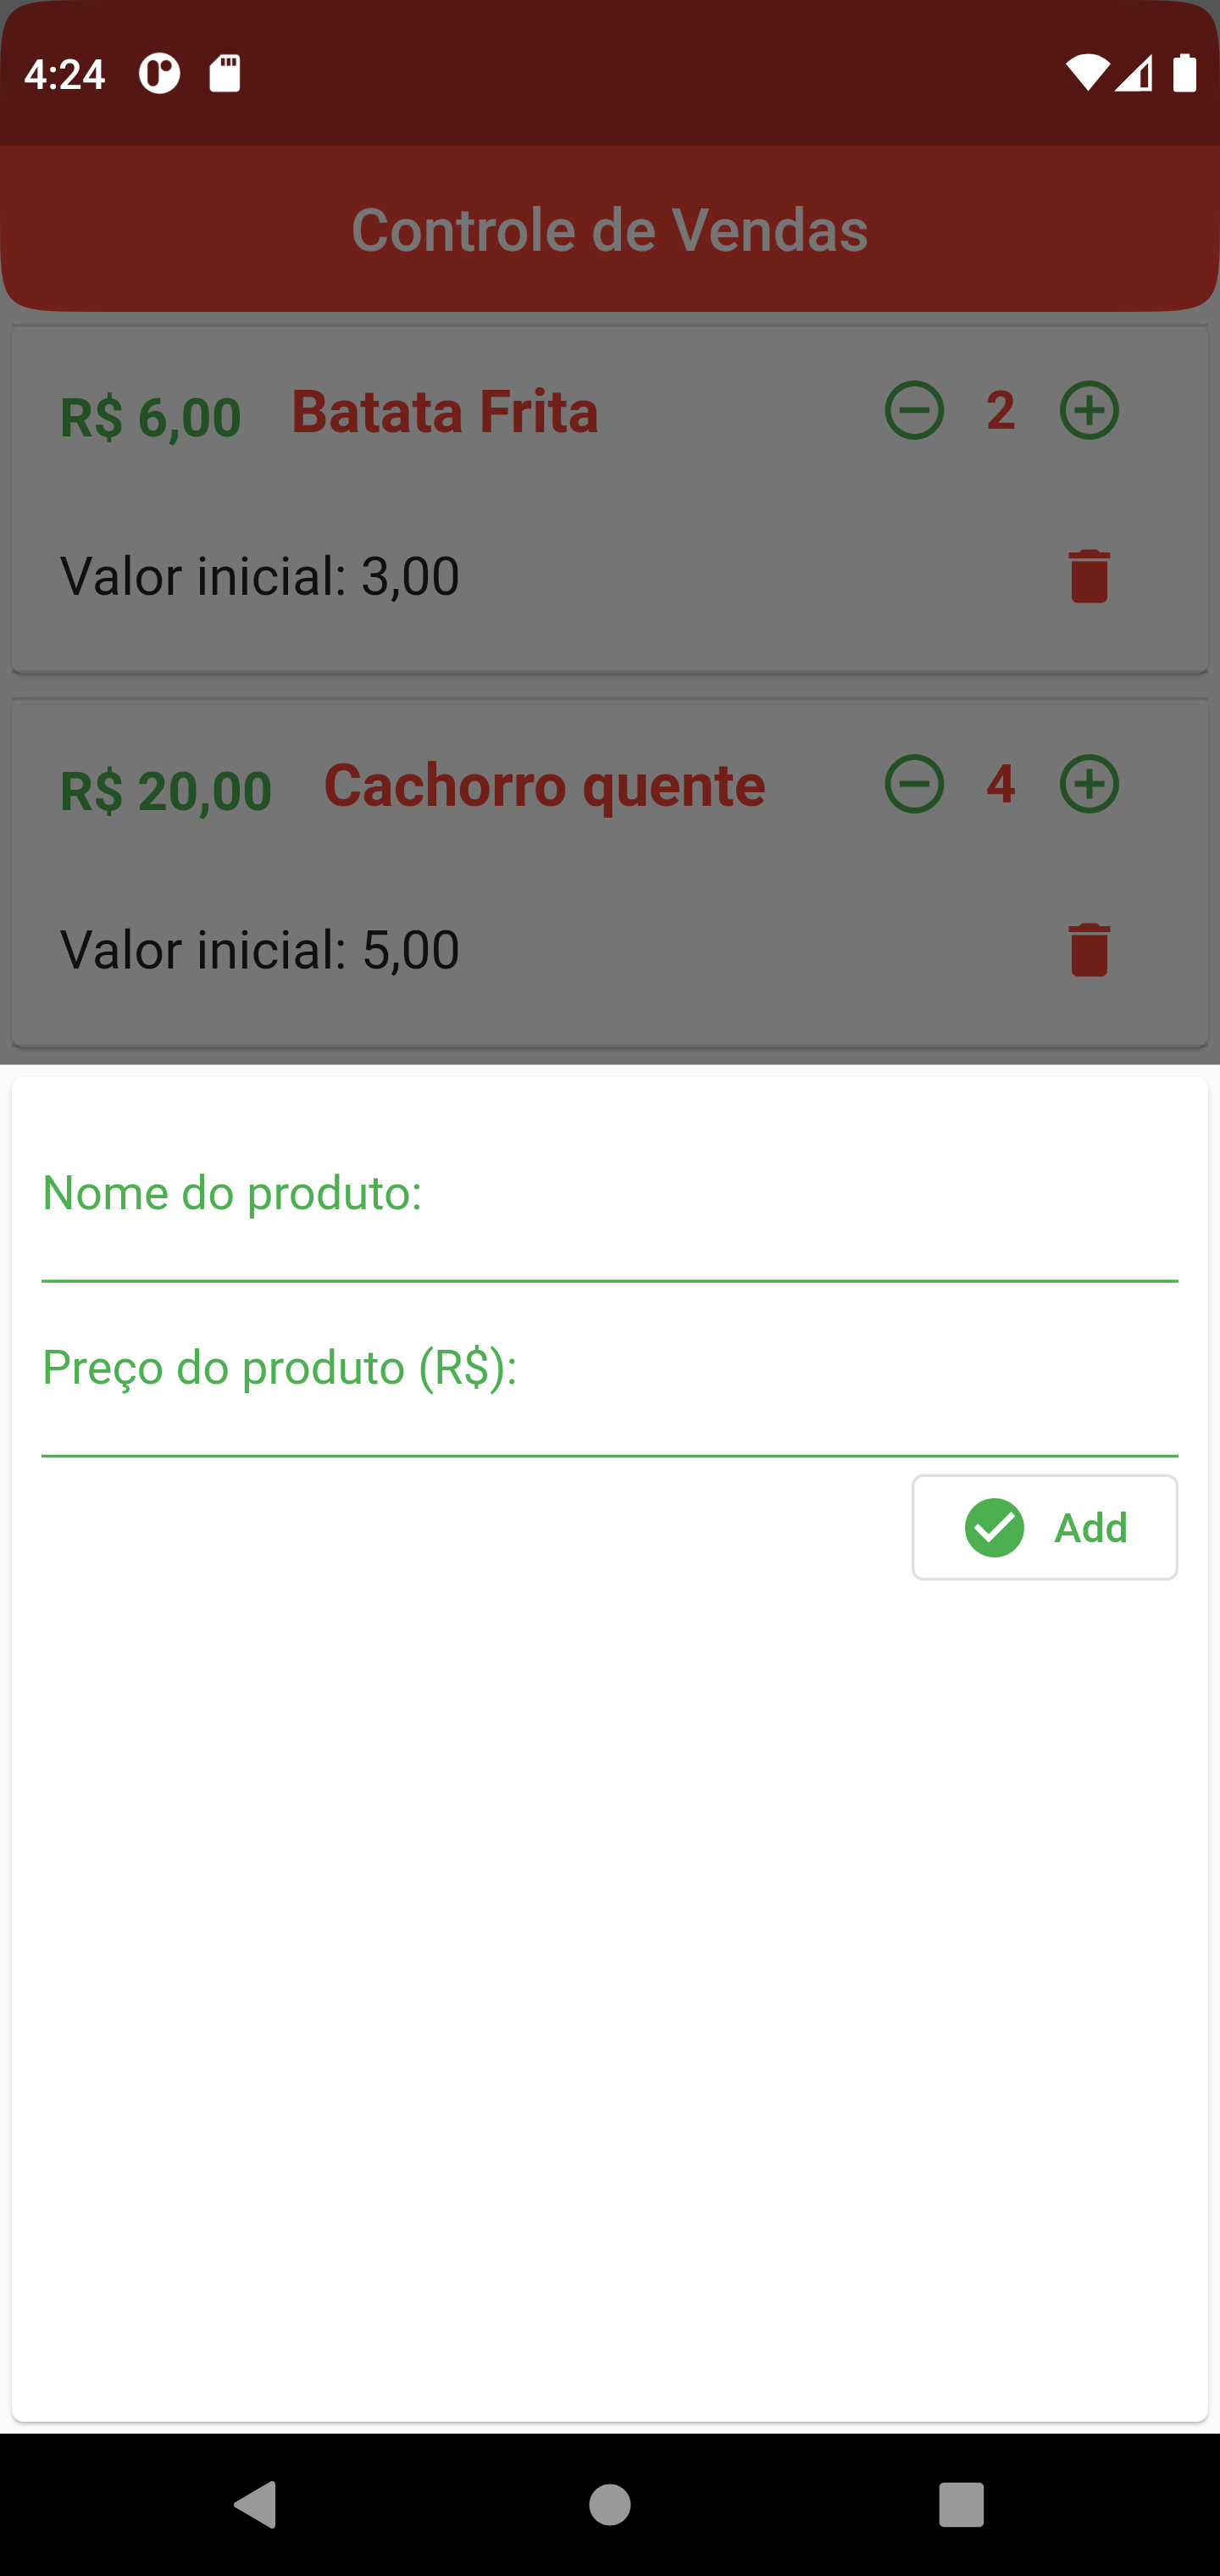 4:24
Controle de Vendas
R$ 6,00 Batata Frita 2
Valor inicial: 3,00
R$ 20,00 Cachorro quente 4
Valor inicial: 5,00
Nome do produto:
Preço do produto (R$):
Add